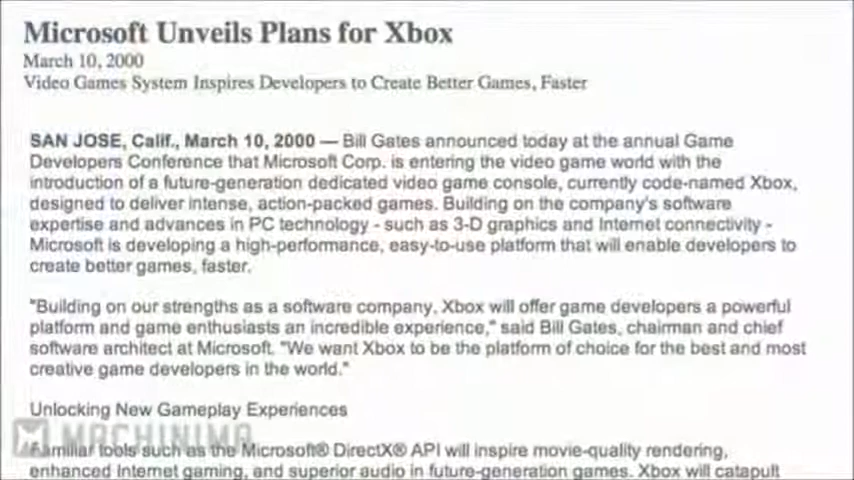 Microsoft Unveils Plans for Xbox
March 10, 2000
Video Games System Inspires Developers to Create Better Games, Faster
SAN JOSE, Calif., March 10, 2000 — Bill Gates announced today at the annual Game
Developers Conference that Microsoft Corp. is entering the video game world with the
introduction of a future-generation dedicated video game console, currently code-named Xbox,
designed to deliver intense, action-packed games. Building on the company's software
expertise and advances in PC technology - such as 3-D graphics and Internet connectivity -
Microsoft is developing a high-performance, easy-to-use platform that will enable developers to
create better games, faster.
"Building on our strengths as a software company, Xbox will offer game developers a powerful
platform and game enthusiasts an incredible experience," said Bill Gates, chairman and chief
software architect at Microsoft. "We want Xbox to be the platform of choice for the best and most
creative game developers in the world."
Unlocking New Gameplay Experiences
MACHINIMA
Familiar tools such as the Microsoft® DirectX® API will inspire movie-quality rendering,
enhanced Internet gaming, and superior audio in future-generation games. Xbox will catapult